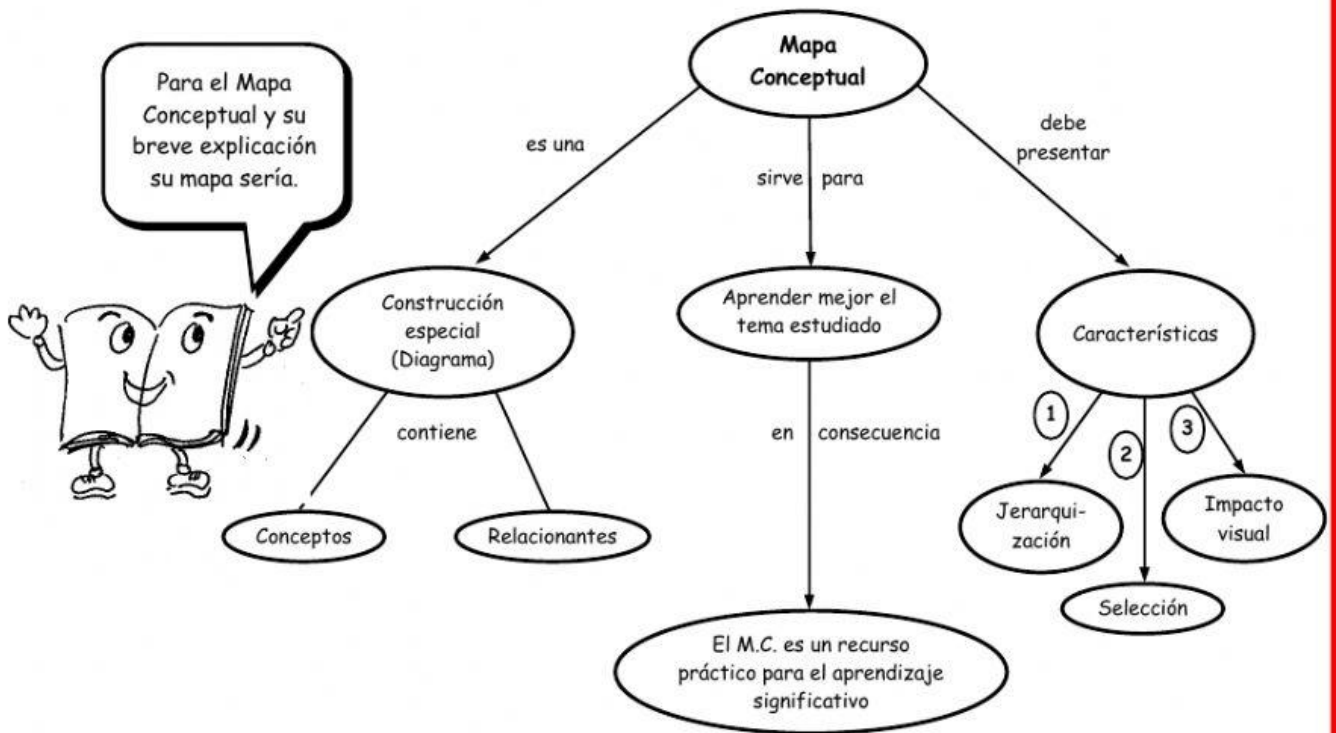 Para el Mapa
Conceptual y su
breve explicación
su mapa sería.
Mapa
Conceptual
es una
sirve para
debe
presentar
Construcción
especial
(Diagrama)
Aprender mejor el
tema estudiado
Característísticas
contiene
en consecuencia
1
2
3
Conceptos
Relacionantes
Jerarqui-
zación
Impacto
visual
Selección
El M.C. es un recurso
práctico para el aprendizaje
significativo